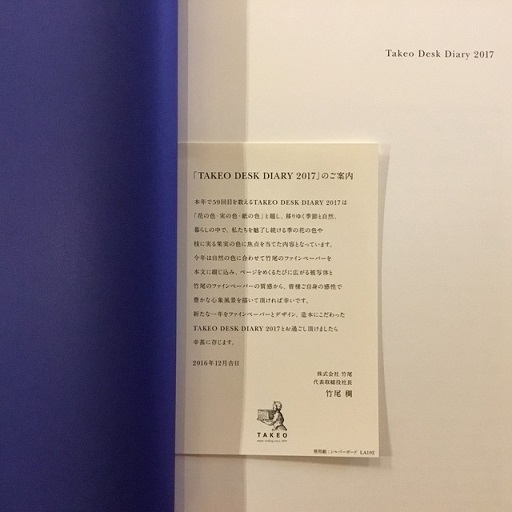 Takeo Desk Diary 2017
「TAKEO DESK DIARY 2017」のご案内
本年で59回目を数えるTAKEO DESK DIARY 2017は
「花の色・実の色・紙の色」と題し、移りゆく季節と自然、
暮らしの中で、私たちを魅了し続ける季の花の色や
枝に実る果実の色に焦点を当てた内容となっています。
今年は自然の色に合わせて竹尾のファインペーパーを
本文に綴じ込み、ページをめくるたびに広がる被写体と
竹尾のファインペーパーの質感から、皆様ご自身の感性で
豊かな心象風景を描いて頂ければ幸いです。
新たな一年をファインペーパーとデザイン、造本にこだわった
TAKEO DESK DIARY 2017とお過ごし頂けましたら
幸甚に存じます。
2016年12月吉日
株式会社 竹尾
代表取締役社長
竹尾 稠
TAKEO
使用紙:シルバーボード LA102